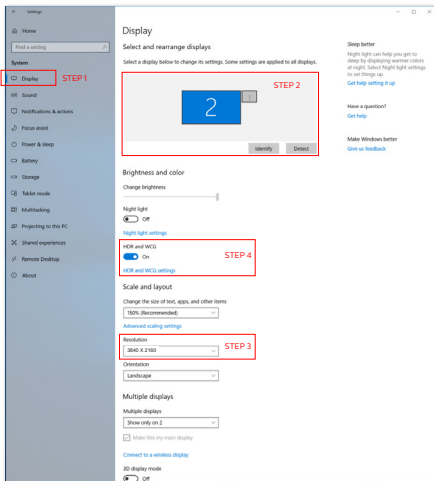 Settings
Home
Find a setting
System
Display
STEP 1
Sound
Notifications & actions
Focus assist
Power & sleep
Battery
Storage
Tablet mode
Multitasking
Projecting to this PC
Shared experiences
Remote Desktop
About
Display
Select and rearrange displays
Select a display below to change its settings. Some settings are applied to all displays.
STEP 2
2
1
Identify
Detect
Brightness and color
Change brightness
Night light
Off
Night light settings
HDR and WCG
On
STEP 4
HDR and WCG settings
Scale and layout
Change the size of text, apps, and other items
150% (Recommended)
Advanced scaling settings
Resolution
3840 X 2160
STEP 3
Orientation
Landscape
Multiple displays
Multiple displays
Show only on 2
Make this my main display
Connect to a wireless display
3D display mode
Off
Sleep better
Night light can help you get to
sleep by displaying warmer colors
at night. Select Night light settings
to set things up.
Get help setting it up
Have a question?
Get help
Make Windows better
Give us feedback